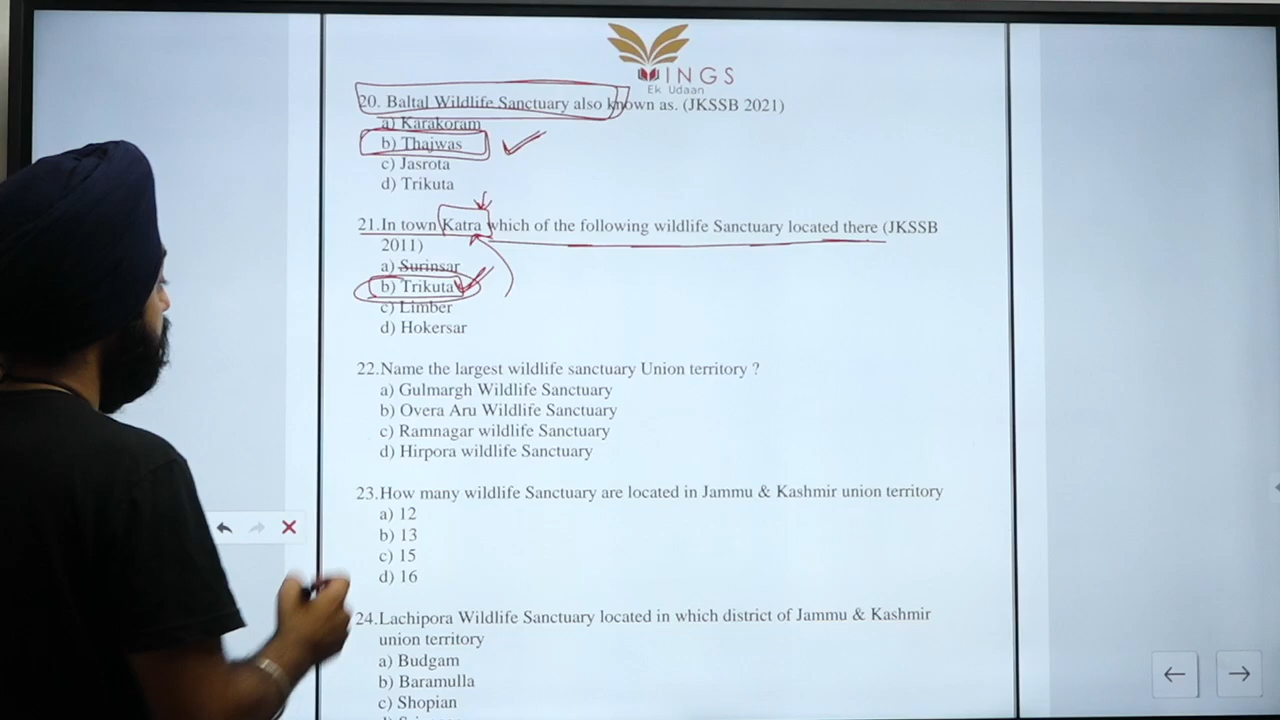 WINGS
Ek Udaan
20. Baltal Wildlife Sanctuary also known as. (JKSSB 2021)
a) Karakoram
b) Thajwas
c) Jasrota
d) Trikuta
21.In town Katra which of the following wildlife Sanctuary located there (JKSSB
2011)
a) Surinsar
b) Trikuta
c) Limber
d) Hokersar
22.Name the largest wildlife sanctuary Union territory ?
a) Gulmargh Wildlife Sanctuary
b) Overa Aru Wildlife Sanctuary
c) Ramnagar wildlife Sanctuary
d) Hirpora wildlife Sanctuary
23.How many wildlife Sanctuary are located in Jammu & Kashmir union territory
a) 12
b) 13
c) 15
d) 16
24.Lachipora Wildlife Sanctuary located in which district of Jammu & Kashmir
union territory
a) Budgam
b) Baramulla
c) Shopian